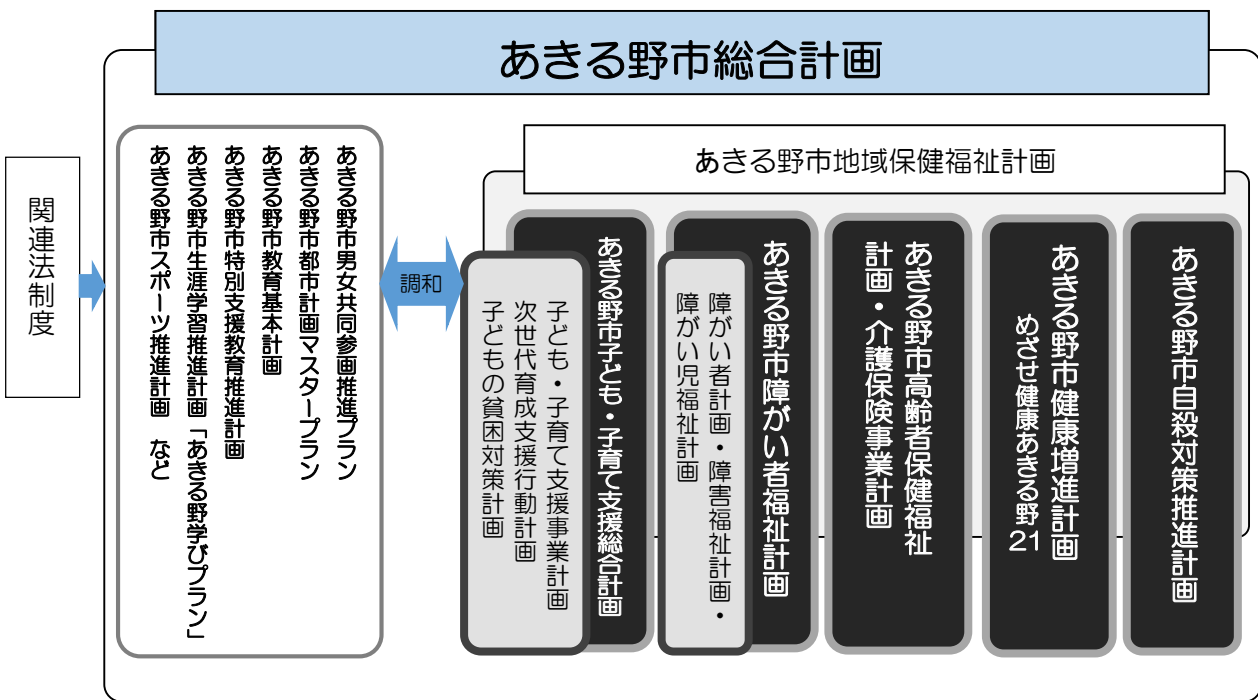 あきる野市総合計画
関連法制度
あきる野市男女共同参画推進プラン
あきる野市都市計画マスタープラン
あきる野市教育基本計画
あきる野市特別支援教育推進計画
あきる野市生涯学習推進計画「あきる野学びプラン」
あきる野市スポーツ推進計画　など
調和
あきる野市地域保健福祉計画
あきる野市自殺対策推進計画
あきる野市健康増進計画
めざせ健康あきる野21
あきる野市高齢者保健福祉
計画・介護保険事業計画
あきる野市障がい者福祉計画
障がい者計画・障害福祉計画・
障がい児福祉計画
あきる野市子ども・子育て支援総合計画
子ども・子育て支援事業計画
次世代育成支援行動計画
子どもの貧困対策計画